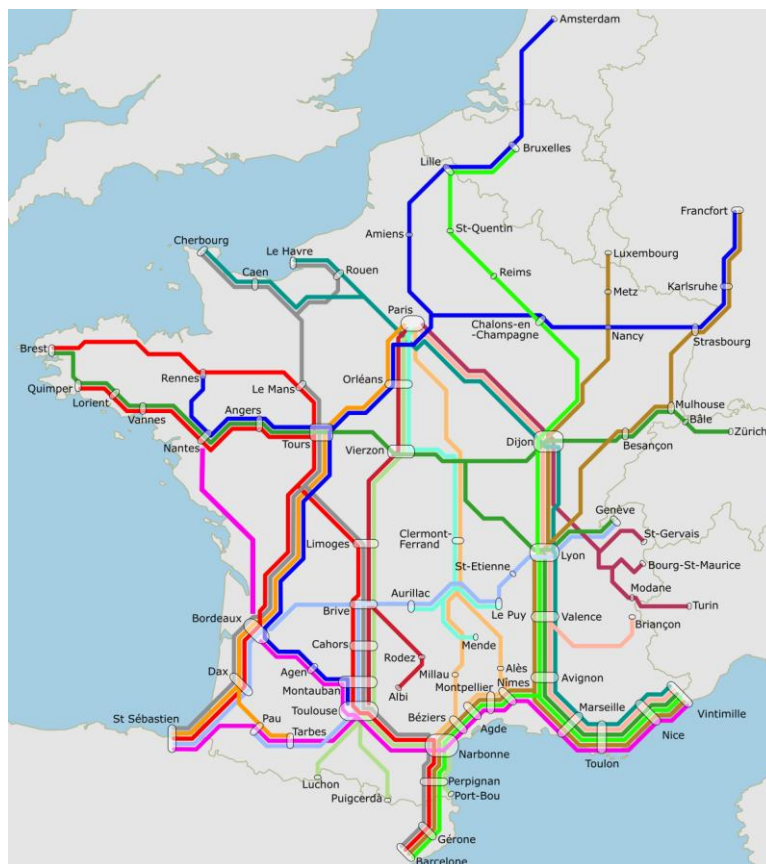 Amsterdam
Bruxelles
Lille
Francfort
Amiens
St-Quentin
Cherbourg
Le Havre
Luxembourg
Caen
Rouen
Reims
Karlsruhe
Metz
Paris
Chalons-en
-Champagne
Nancy
Strasbourg
Brest
Rennes
Le Mans
Orléans
Quimper
Lorient
Vannes
Angers
Mulhouse
Bâle
Zürich
Nantes
Tours
Vierzon
Dijon
Besançon
Genève
Limoges
Clermont-
Ferrand
St-Gervais
Lyon
St-Etienne
Bourg-St-Maurice
Modane
Aurillac
Turin
Brive
Le Puy
Valence
Briançon
Bordeaux
Cahors
Mende
Rodez
Dax
Agen
Millau
Alès
Avignon
Montauban
Albi
Montpellier
Nîmes
Toulouse
St Sébastien
Pau
Béziers
Agde
Marseille
Vintimille
Tarbes
Nice
Narbonne
Toulon
Luchon
Perpignan
Port-Bou
Puigcerdà
Gérone
Barcelone